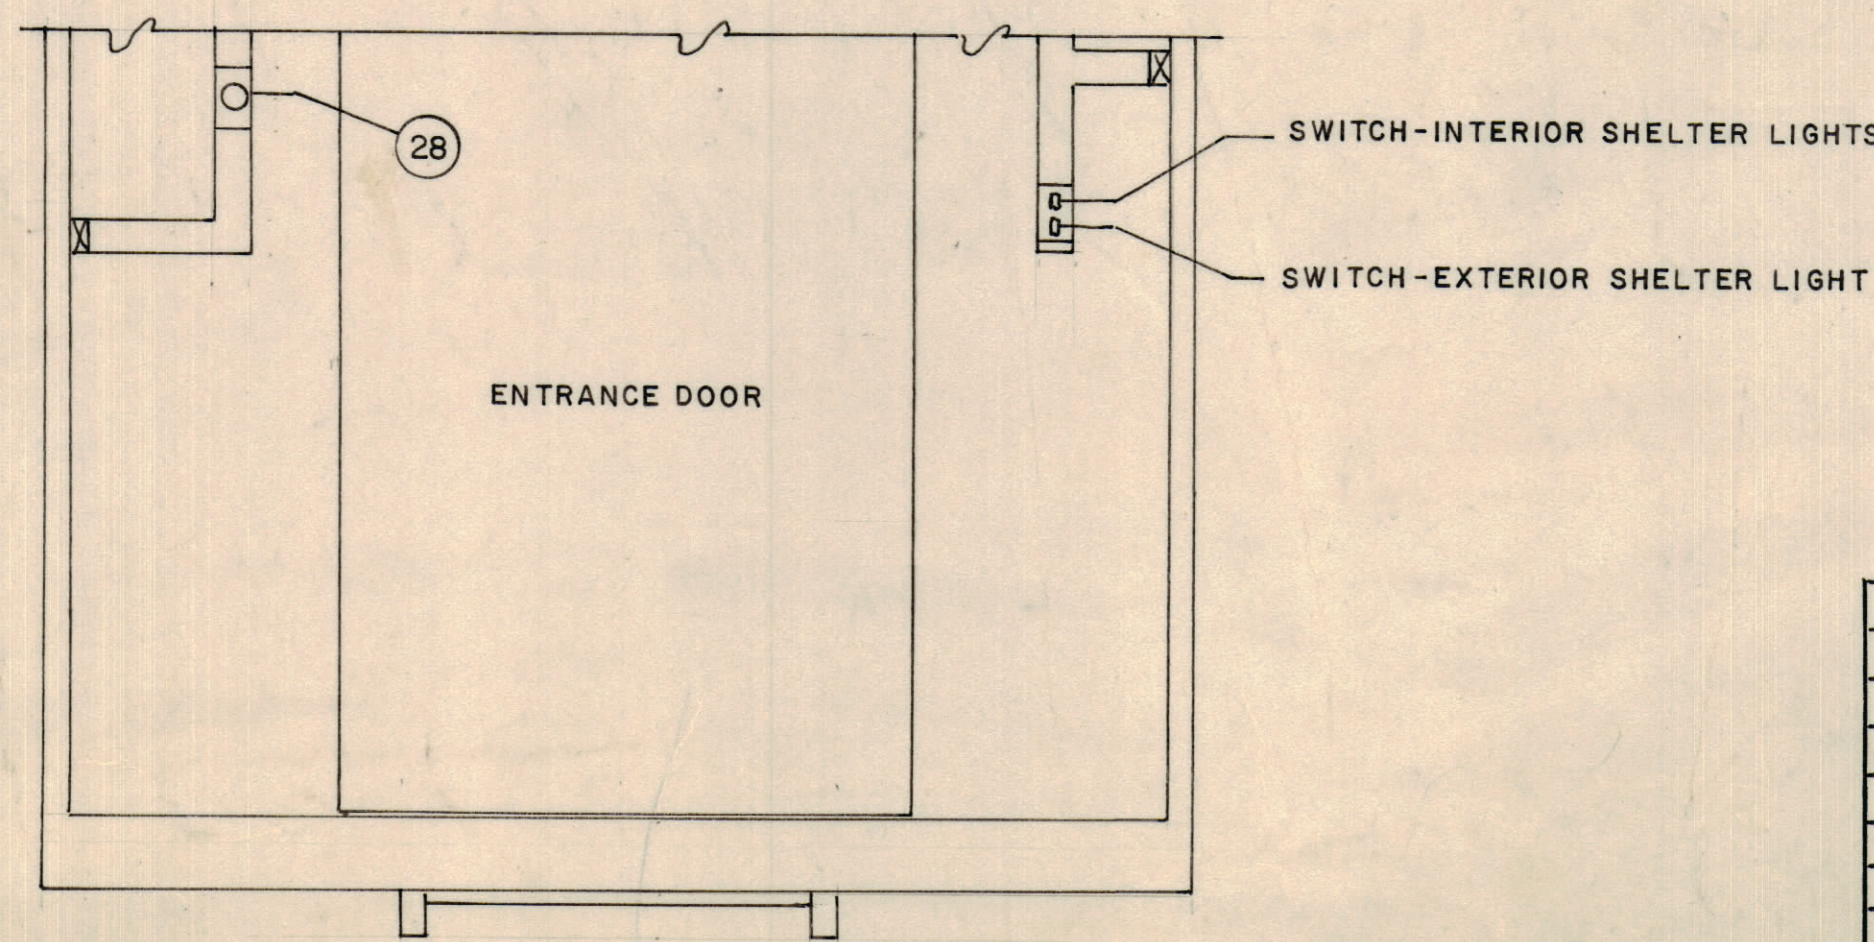 28
SWITCH-INTERIOR SHELTER LIGHTS
SWITCH-EXTERIOR SHELTER LIGHT
ENTRANCE DOOR